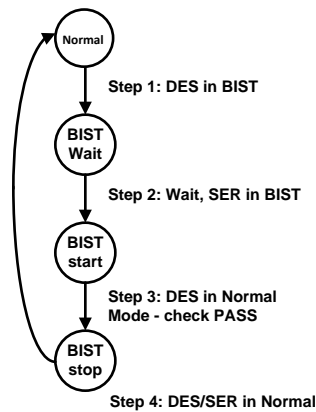 Normal
Step 1: DES in BIST
BIST
Wait
Step 2: Wait, SER in BIST
BIST
start
Step 3: DES in Normal
Mode - check PASS
BIST
stop
Step 4: DES/SER in Normal